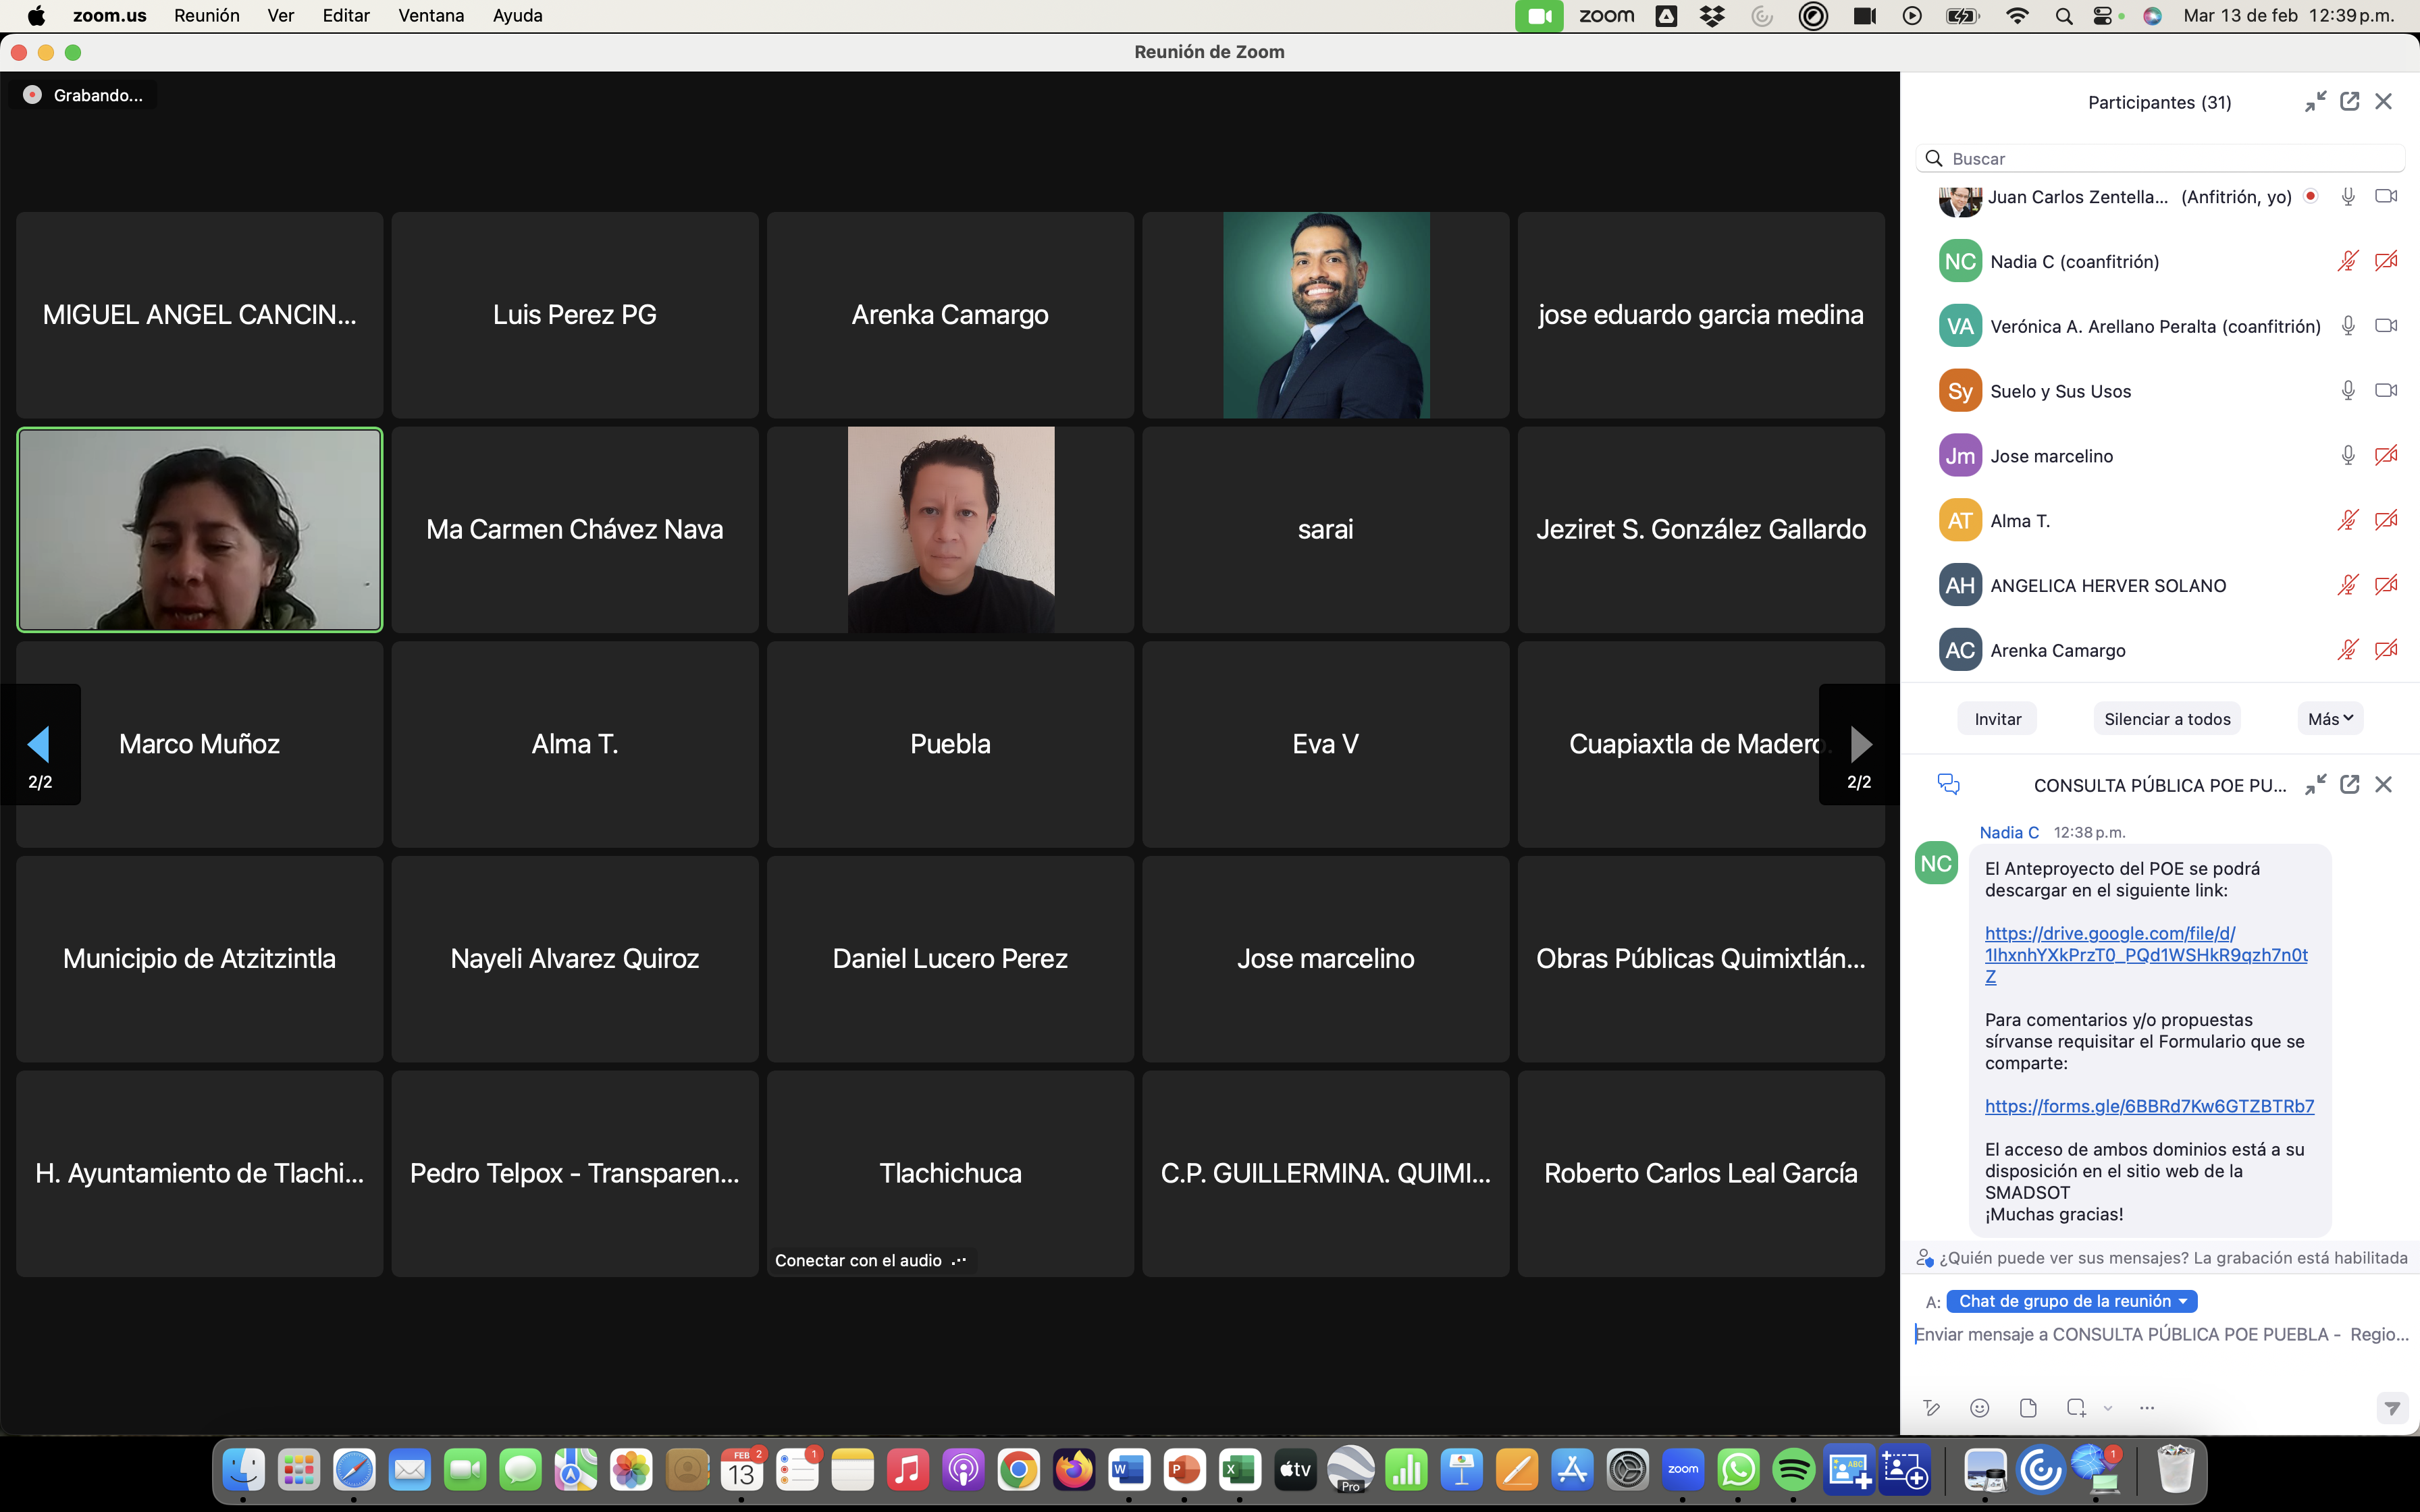 zoom.us Reunión Ver Editar Ventana Ayuda
zoom Mar 13 de feb 12:39 p.m.
Reunión de Zoom
Grabando...
MIGUEL ANGEL CANCIN...
Luis Perez PG
Arenka Camargo
jose eduardo garcia medina
Ma Carmen Chávez Nava
sarai
Jeziret S. González Gallardo
Marco Muñoz
Alma T.
Puebla
Eva V
Cuapiaxtla de Madero.
2/2
2/2
Municipio de Atzitzintla
Nayeli Alvarez Quiroz
Daniel Lucero Perez
Jose marcelino
Obras Públicas Quimixtlán...
H. Ayuntamiento de Tlachi...
Pedro Telpox - Transparen...
Tlachichuca
C.P. GUILLERMINA. QUIMI...
Roberto Carlos Leal García
Conectar con el audio
Participantes (31)
Buscar
Juan Carlos Zentella... (Anfitrión, yo)
NC Nadia C (coanfitrión)
VA Verónica A. Arellano Peralta (coanfitrión)
Sy Suelo y Sus Usos
Jm Jose marcelino
AT Alma T.
AH ANGELICA HERVER SOLANO
AC Arenka Camargo
Invitar Silenciar a todos Más
CONSULTA PÚBLICA POE PU...
Nadia C 12:38 p.m.
NC
El Anteproyecto del POE se podrá
descargar en el siguiente link:
https://drive.google.com/file/d/
1IhxnhYXkPrzT0_PQd1WSHkR9qzh7n0t
Z
Para comentarios y/o propuestas
sírvanse requisitar el Formulario que se
comparte:
https://forms.gle/6BBRd7Kw6GTZBTRb7
El acceso de ambos dominios está a su
disposición en el sitio web de la
SMADSOT
¡Muchas gracias!
¿Quién puede ver sus mensajes? La grabación está habilitada
A: Chat de grupo de la reunión
Enviar mensaje a CONSULTA PÚBLICA POE PUEBLA - Regio...
FEB 2
13
1
W
P
X
tv
Pro
zoom
ABC
1